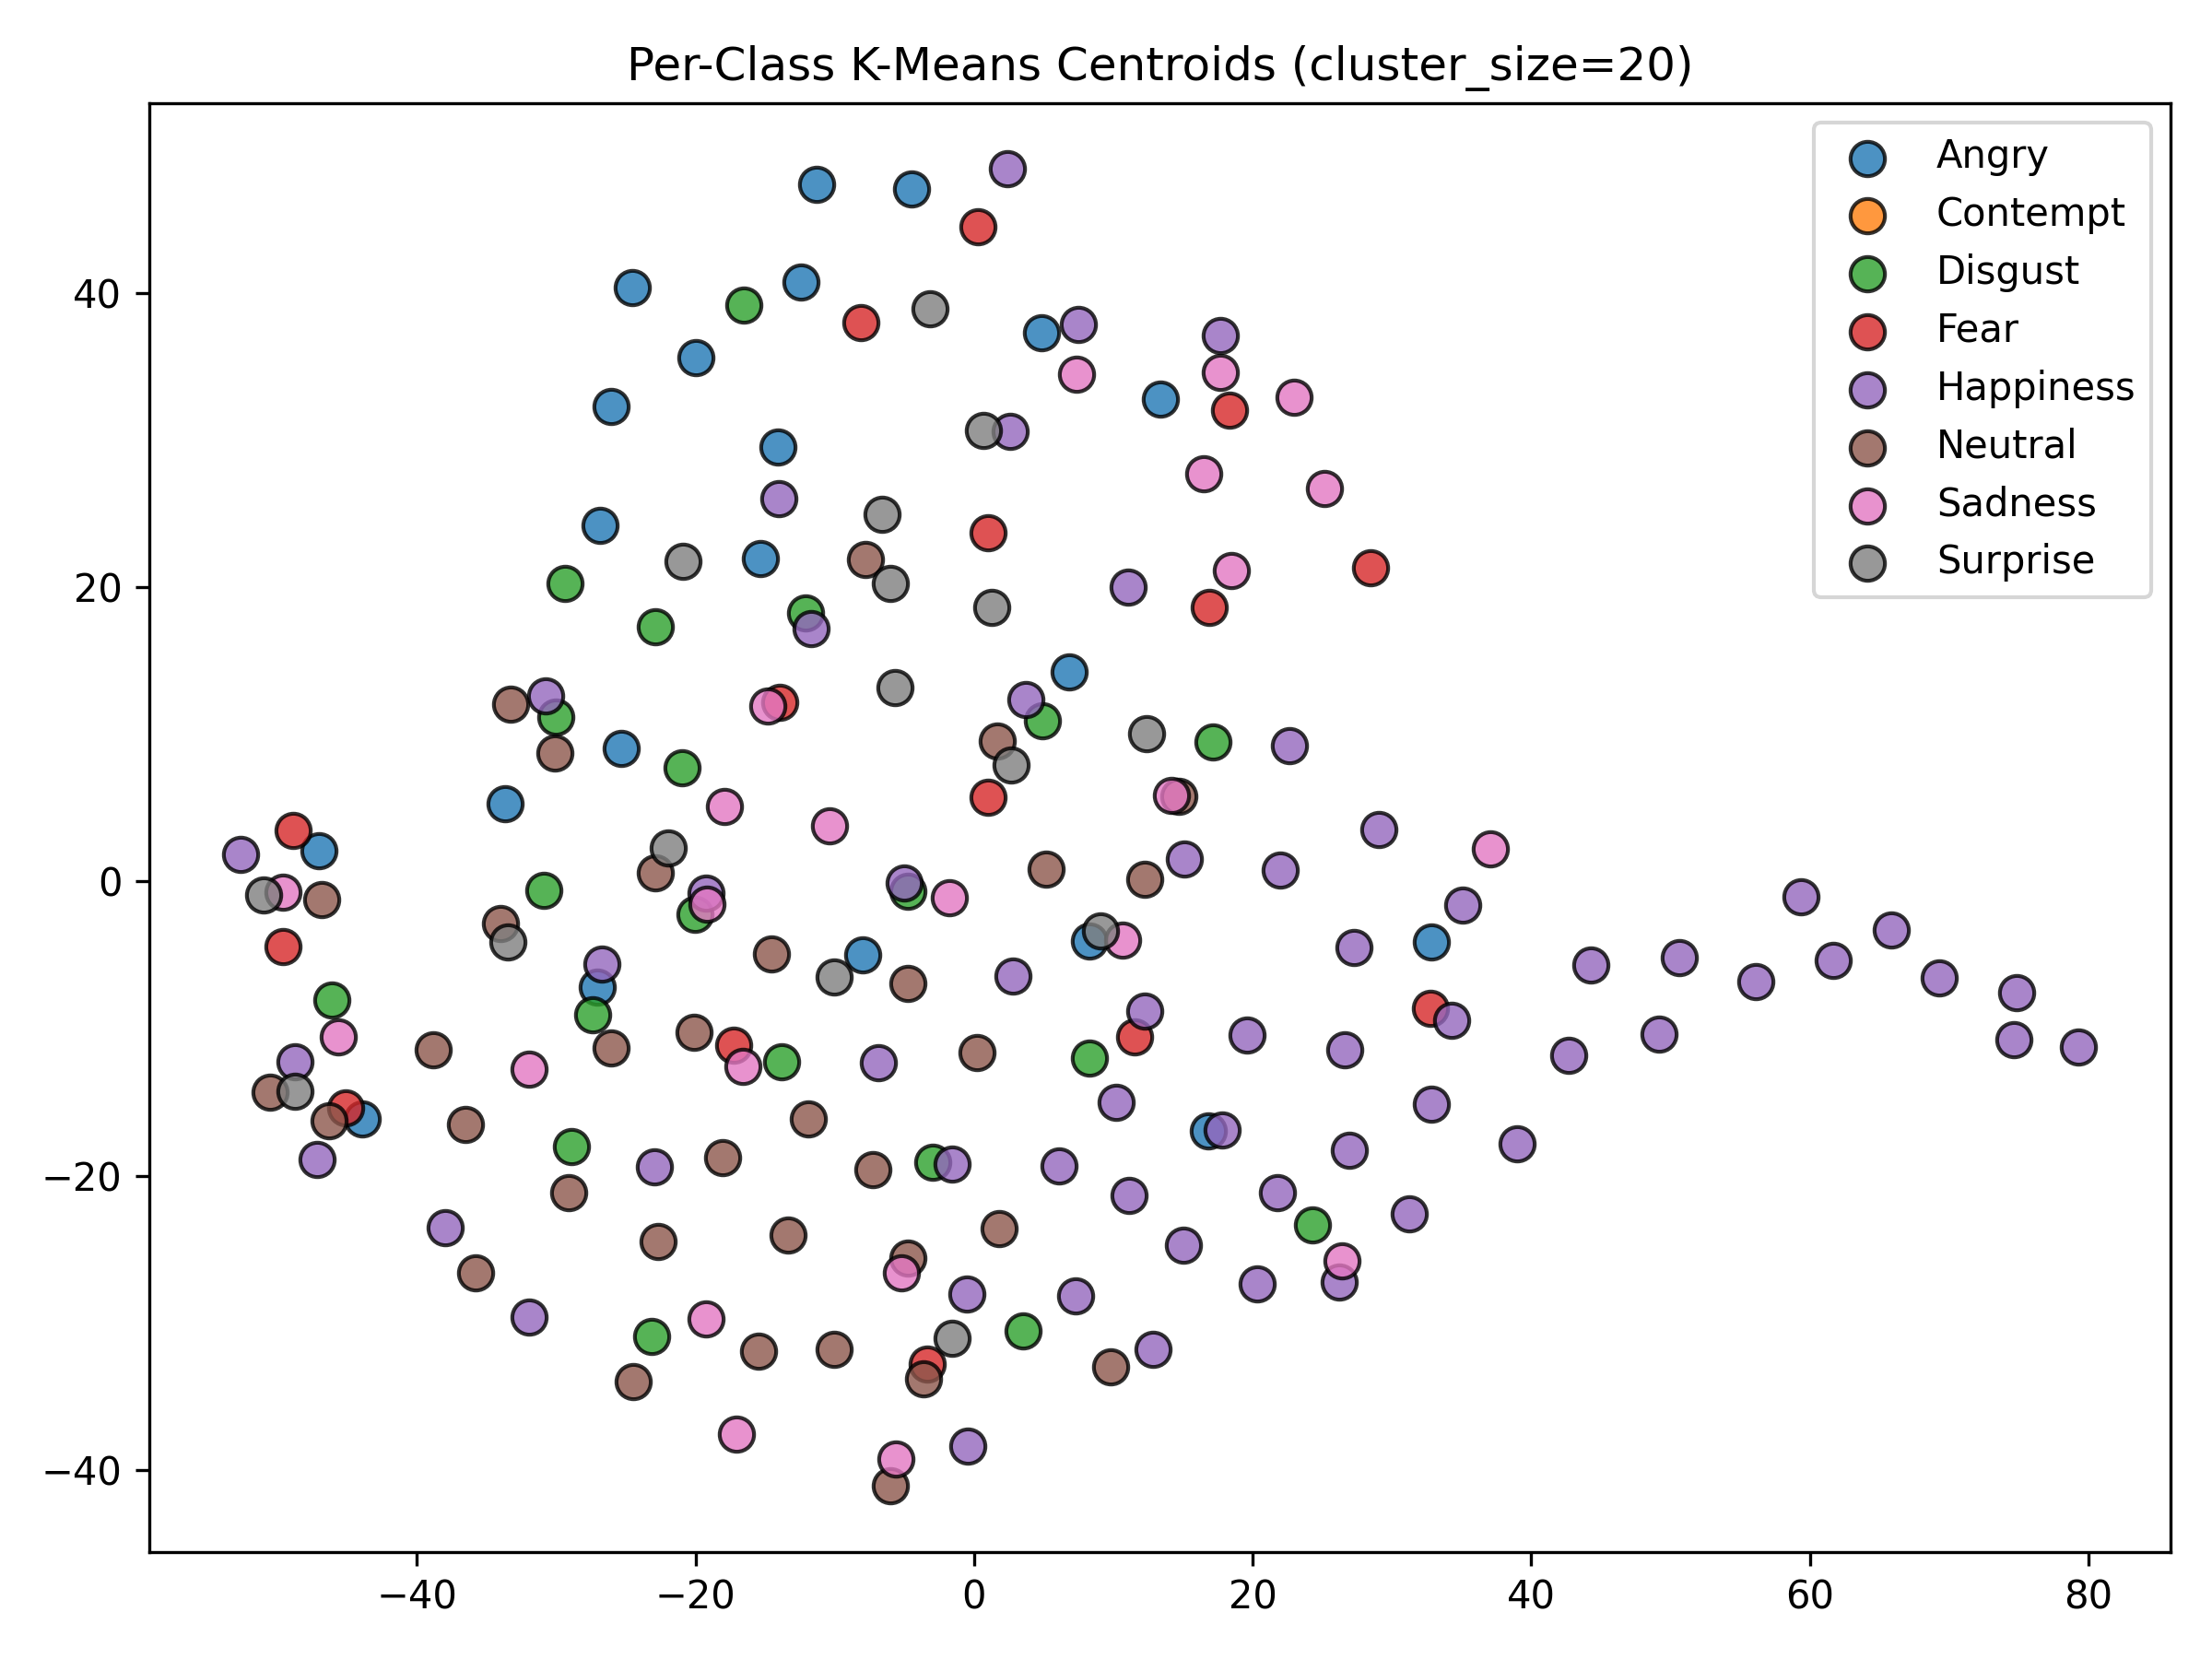 Per-Class K-Means Centroids (cluster_size=20)
Angry
Contempt
Disgust
Fear
Happiness
Neutral
Sadness
Surprise
40
20
0
−20
−40
−40 −20 0 20 40 60 80